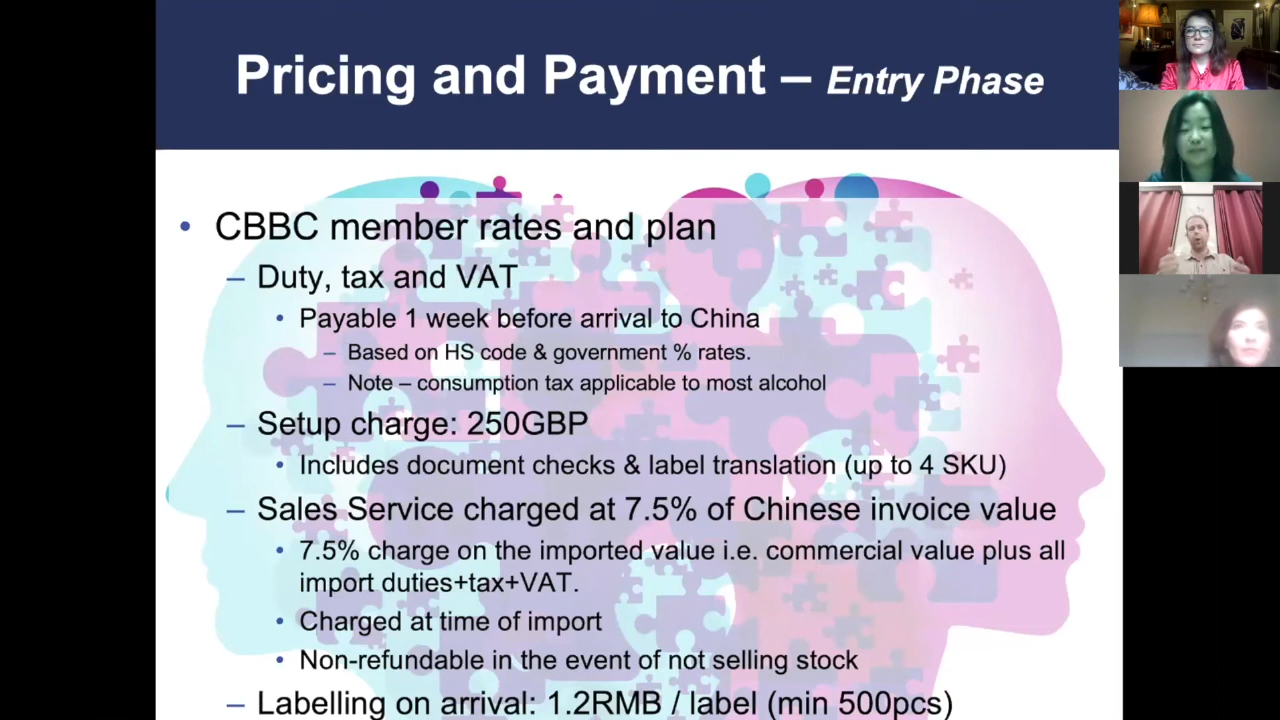 Pricing and Payment – Entry Phase
• CBBC member rates and plan
– Duty, tax and VAT
• Payable 1 week before arrival to China
– Based on HS code & government % rates.
– Note – consumption tax applicable to most alcohol
– Setup charge: 250GBP
• Includes document checks & label translation (up to 4 SKU)
– Sales Service charged at 7.5% of Chinese invoice value
• 7.5% charge on the imported value i.e. commercial value plus all
import duties+tax+VAT.
• Charged at time of import
• Non-refundable in the event of not selling stock
– Labelling on arrival: 1.2RMB / label (min 500pcs)